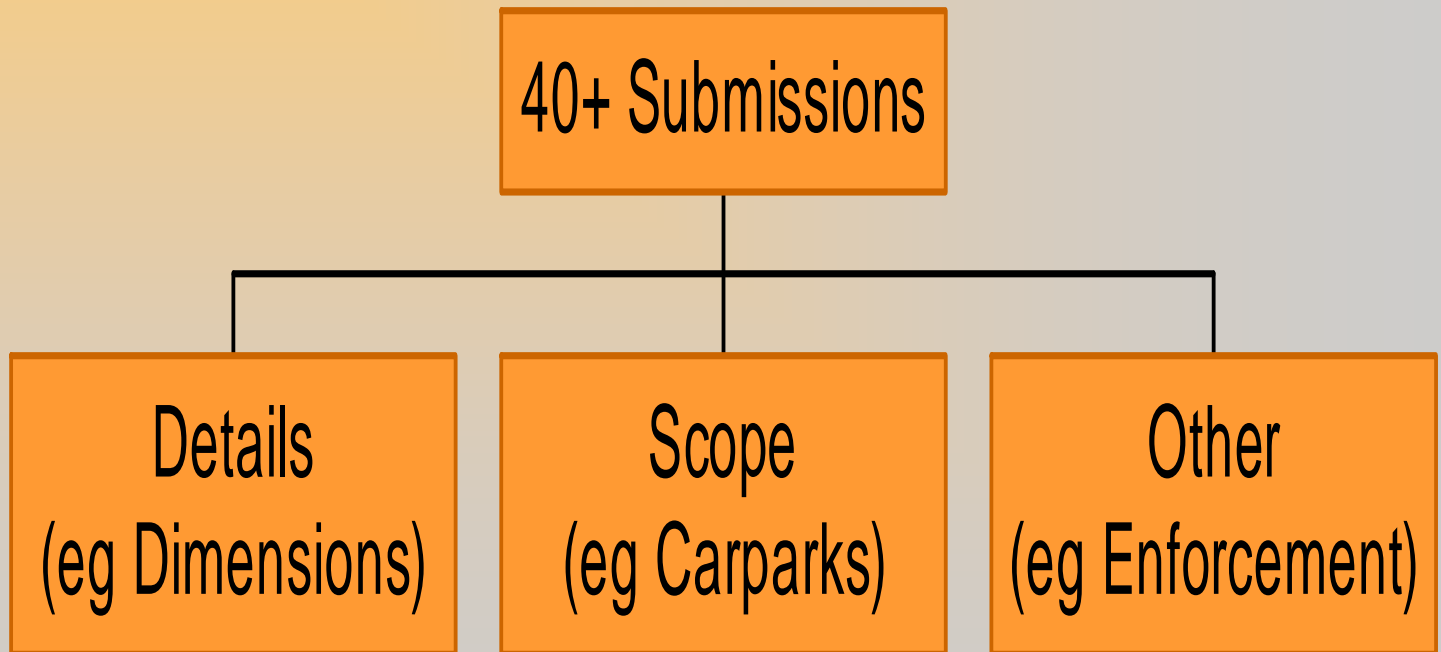 40+ Submissions
Details
(eg Dimensions)
Scope
(eg Carparks)
Other
(eg Enforcement)